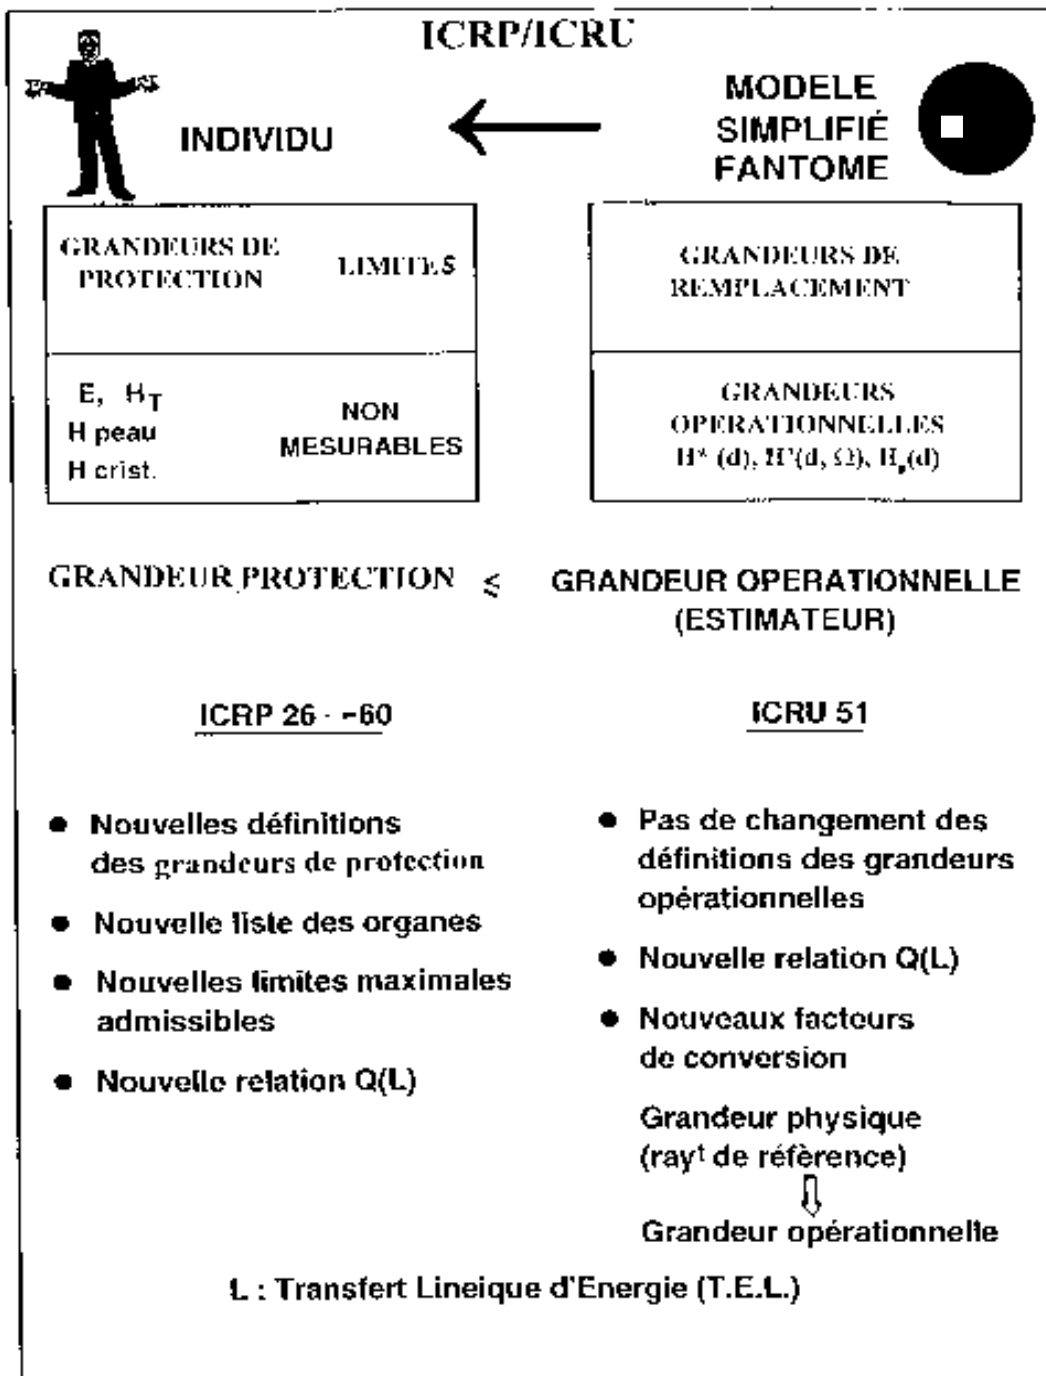 ICRP/ICRU
INDIVIDU
MODELE
SIMPLIFIÉ
FANTOME
GRANDEURS DE
PROTECTION
LIMITES
E, H_T
H peau
H crist.
NON
MESURABLES
GRANDEURS DE
REMPLACEMENT
GRANDEURS
OPERATIONNELLES
H* (d), H'(d, Ω), Hp(d)
GRANDEUR PROTECTION ≤ GRANDEUR OPERATIONNELLE
(ESTIMATEUR)
ICRP 26 - -60
● Nouvelles définitions
des grandeurs de protection
● Nouvelle liste des organes
● Nouvelles limites maximales
admissibles
● Nouvelle relation Q(L)
ICRU 51
● Pas de changement des
définitions des grandeurs
opérationnelles
● Nouvelle relation Q(L)
● Nouveaux facteurs
de conversion
Grandeur physique
(rayᵗ de réfèrence)
⇩
Grandeur opérationnelle
L : Transfert Lineique d'Energie (T.E.L.)